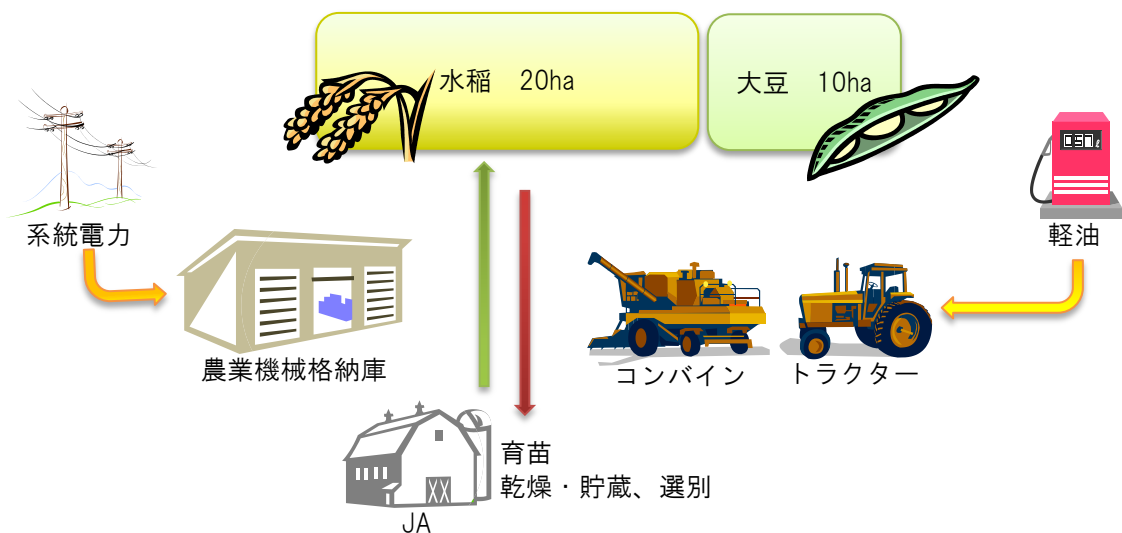 水稲　20ha
大豆　10ha
系統電力
軽油
農業機械格納庫
コンバイン
トラクター
育苗
乾燥・貯蔵、選別
JA